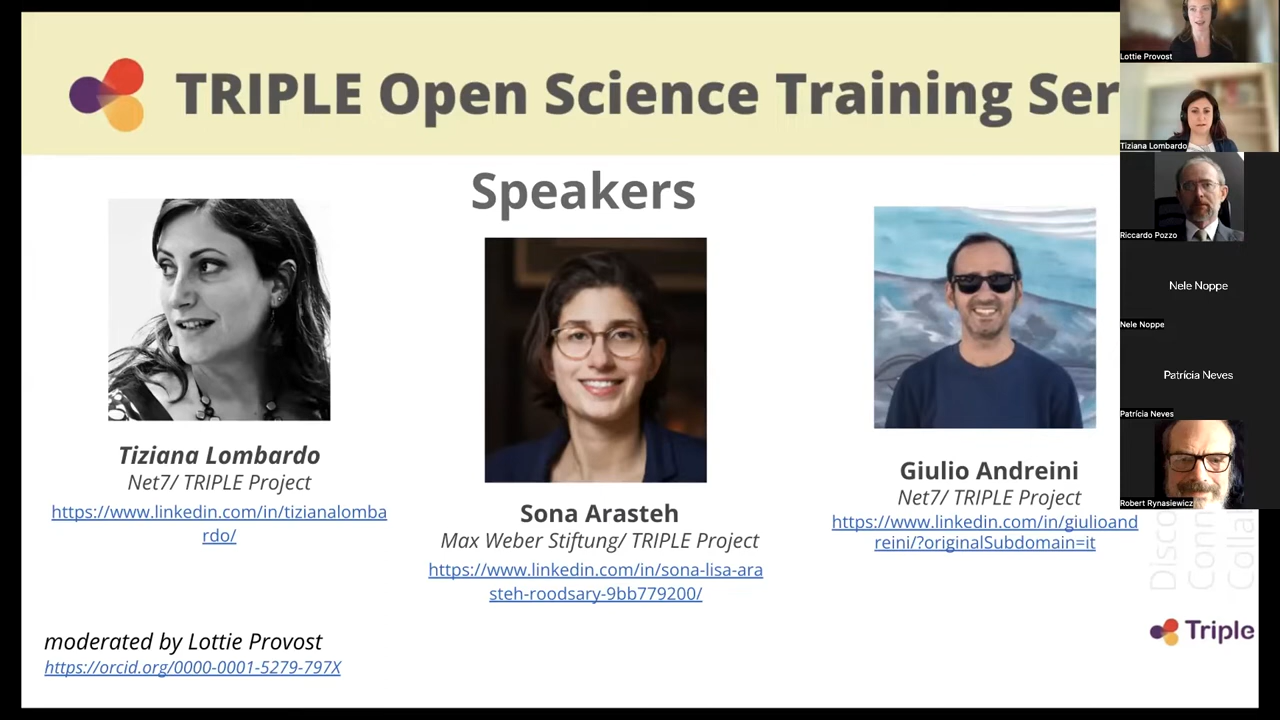 TRIPLE Open Science Training Ser
Speakers
Tiziana Lombardo
Net7/ TRIPLE Project
https://www.linkedin.com/in/tizianalomba
rdo/
Sona Arasteh
Max Weber Stiftung/ TRIPLE Project
https://www.linkedin.com/in/sona-lisa-ara
steh-roodsary-9bb779200/
Giulio Andreini
Net7/ TRIPLE Project
https://www.linkedin.com/in/giulioand
reini/?originalSubdomain=it
moderated by Lottie Provost
https://orcid.org/0000-0001-5279-797X
Lottie Provost
Tiziana Lombardo
Riccardo Pozzo
Nele Noppe
Nele Noppe
Patrícia Neves
Patrícia Neves
Robert Rynasiewicz
Disco
Conn
Colla
Triple